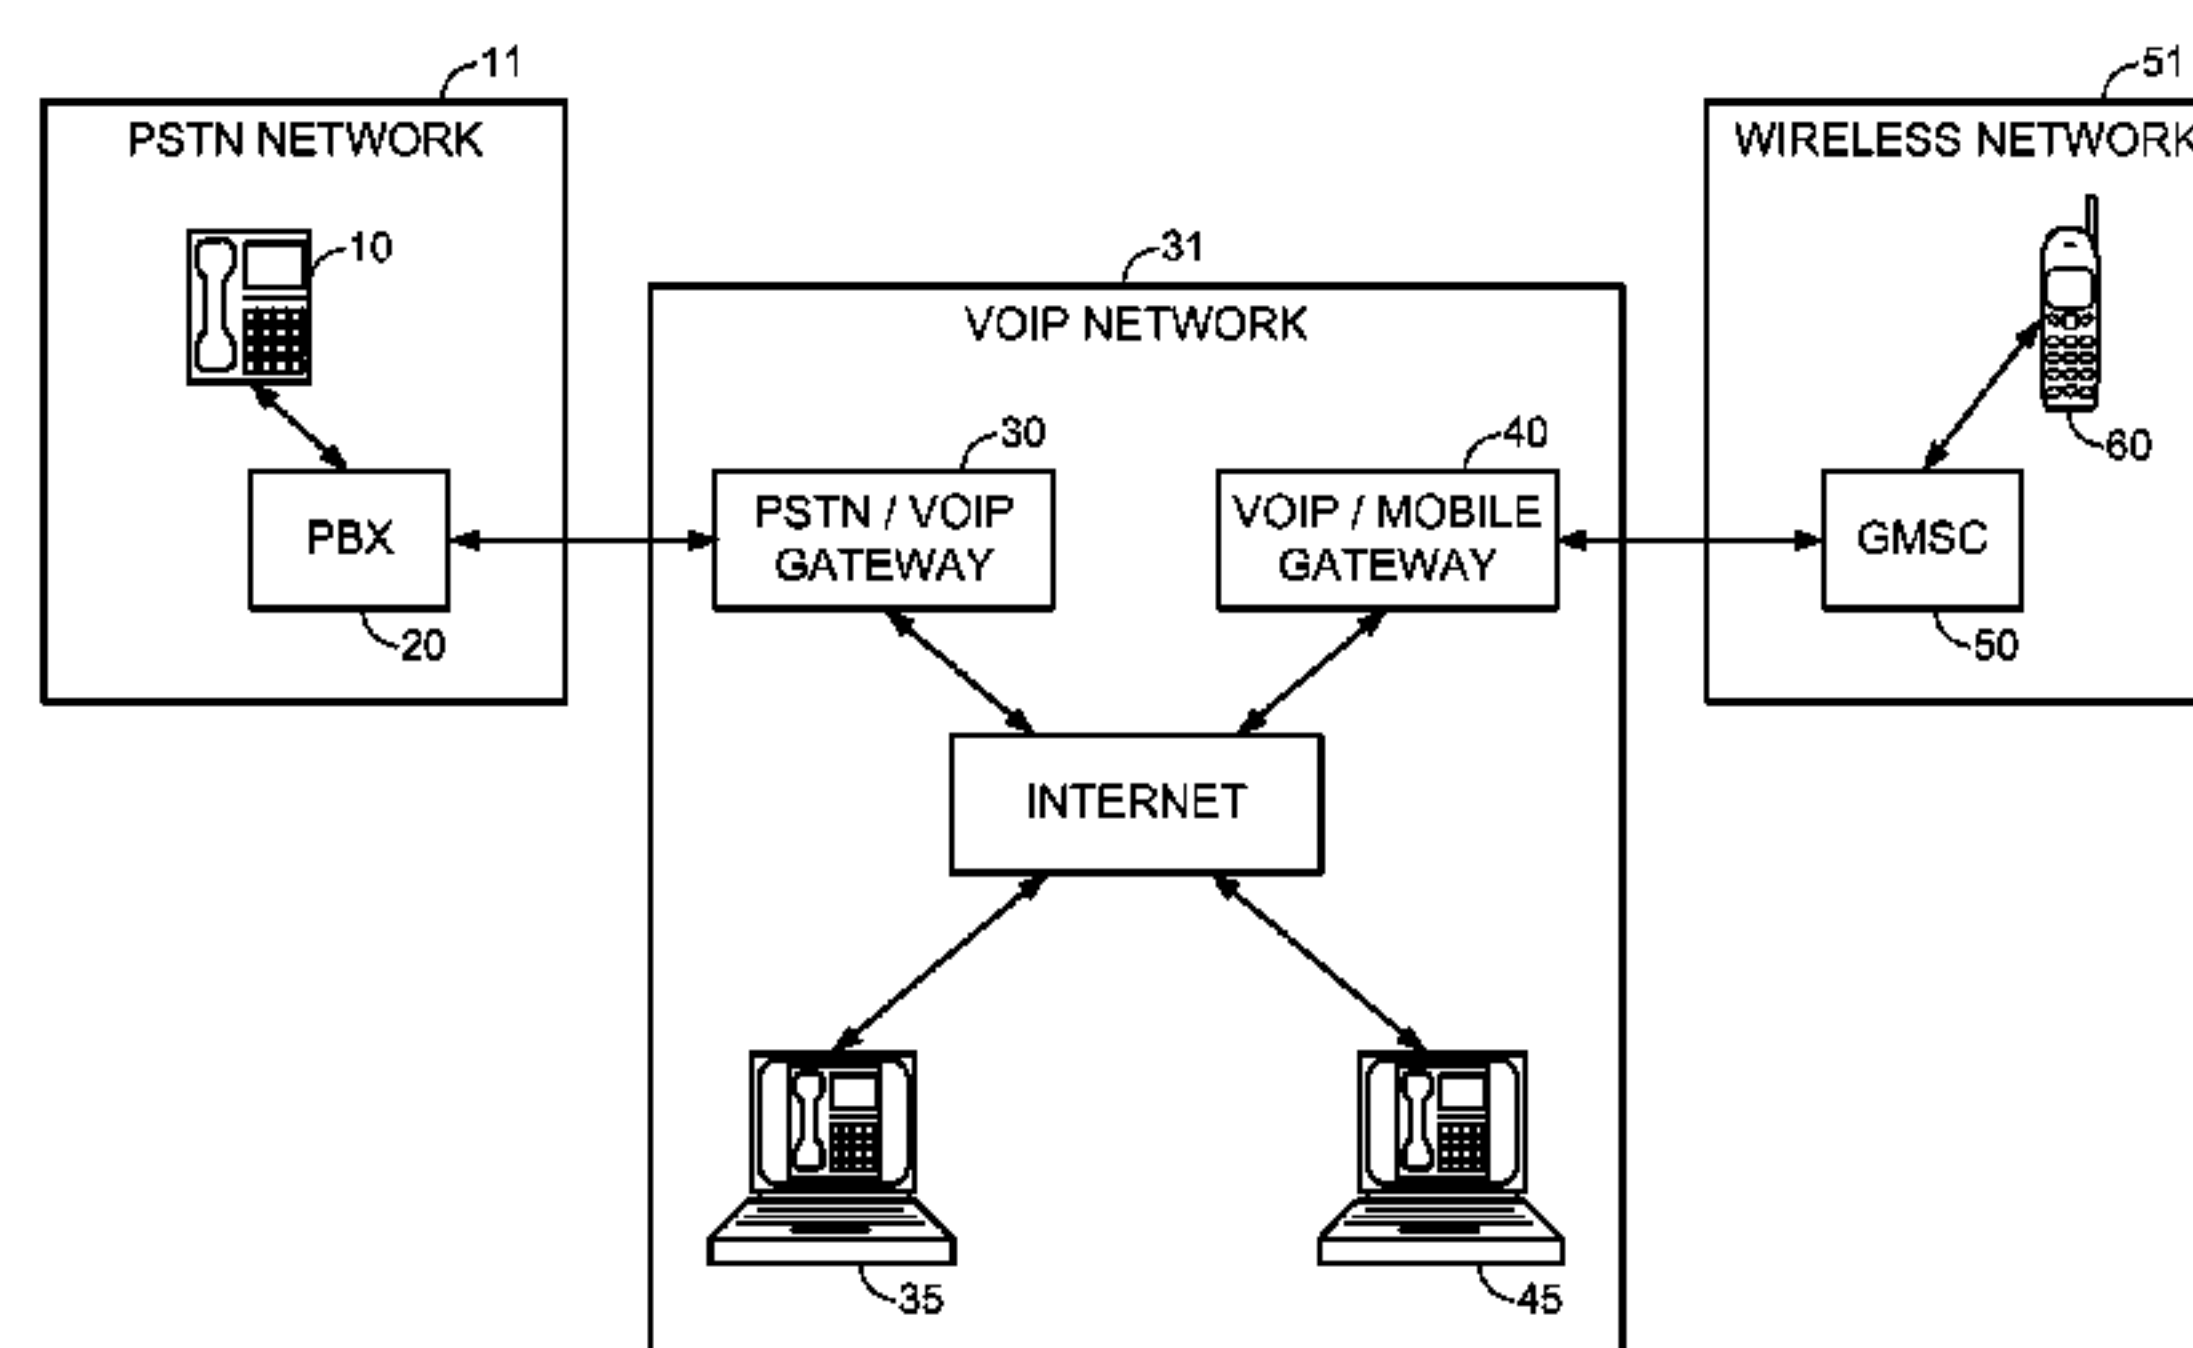 11
PSTN NETWORK
10
PBX
20
31
VOIP NETWORK
30
PSTN / VOIP
GATEWAY
40
VOIP / MOBILE
GATEWAY
INTERNET
35
45
51
WIRELESS NETWORK
60
GMSC
50